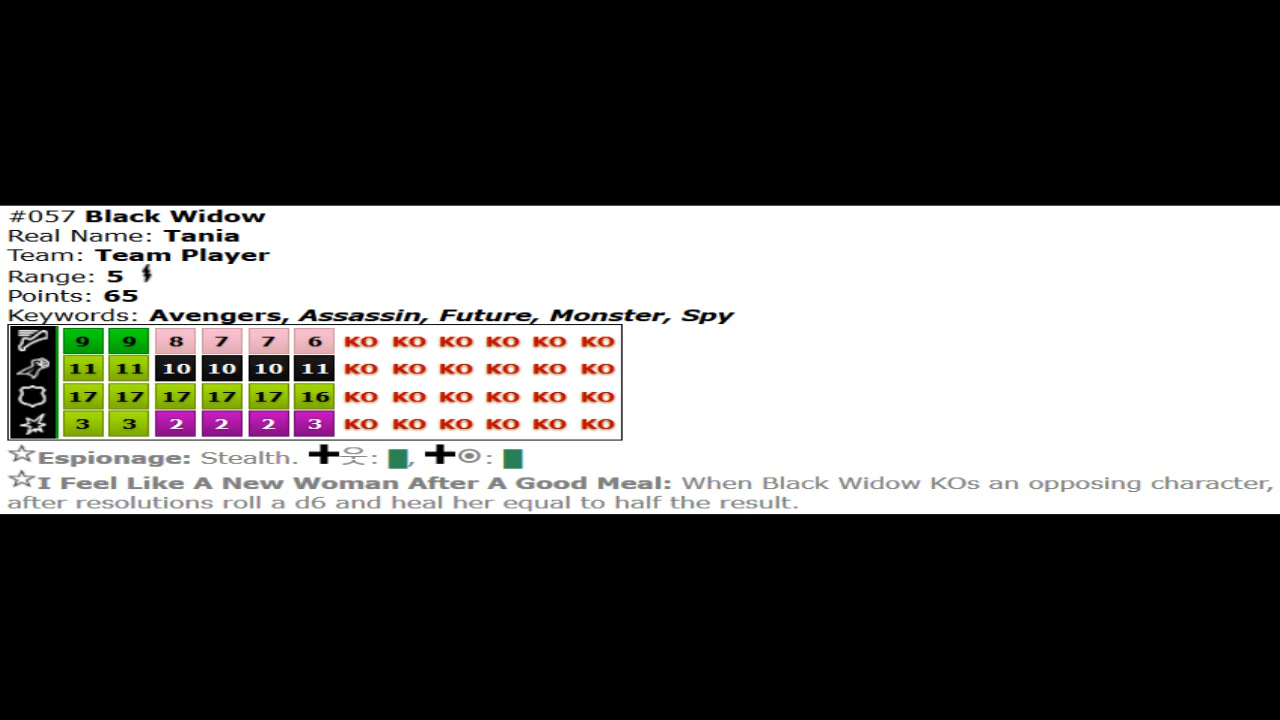 #057 Black Widow
Real Name: Tania
Team: Team Player
Range: 5
Points: 65
Keywords: Avengers, Assassin, Future, Monster, Spy
9 9 8 7 7 6 KO KO KO KO KO KO
11 11 10 10 10 11 KO KO KO KO KO KO
17 17 17 17 17 16 KO KO KO KO KO KO
3 3 2 2 2 3 KO KO KO KO KO KO
☆Espionage: Stealth. ✚웃: █, ✚⊙: █
☆I Feel Like A New Woman After A Good Meal: When Black Widow KOs an opposing character,
after resolutions roll a d6 and heal her equal to half the result.